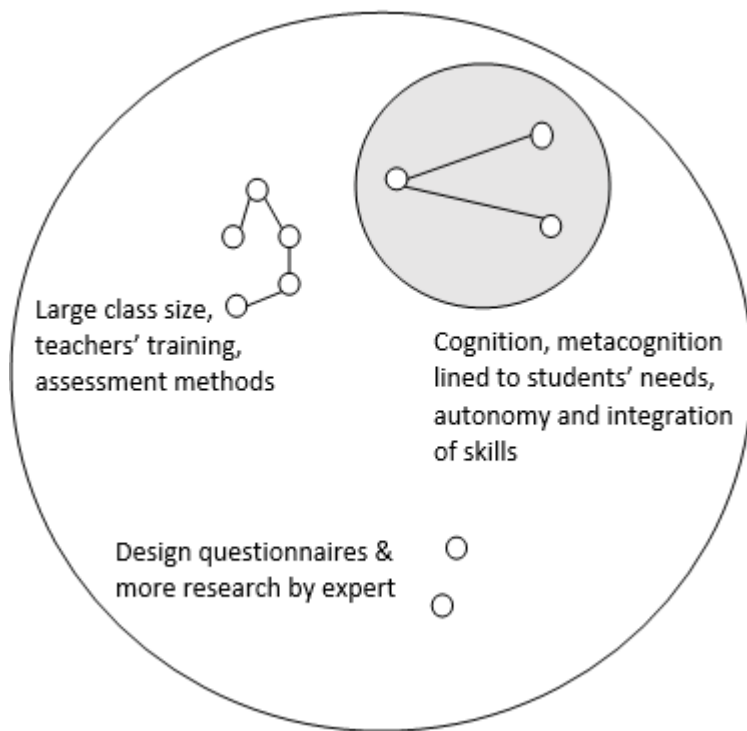 Large class size,
teachers’ training,
assessment methods
Cognition, metacognition
lined to students’ needs,
autonomy and integration
of skills
Design questionnaires &
more research by expert